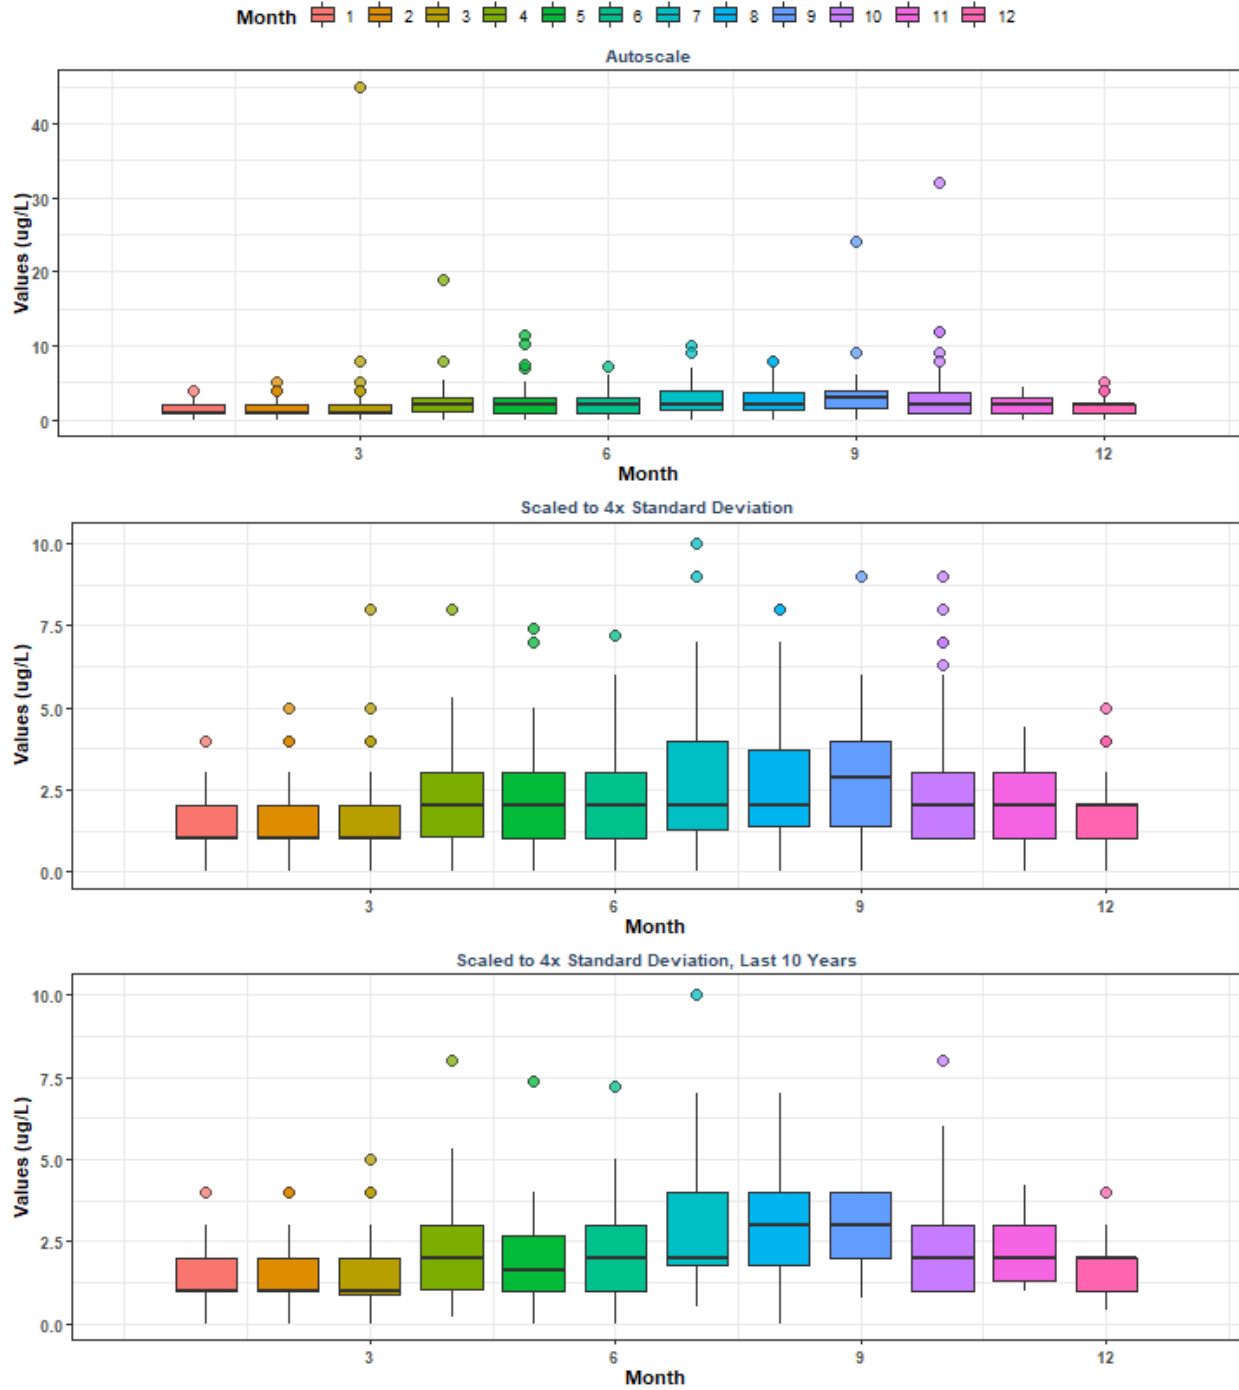 Month 1 2 3 4 5 6 7 8 9 10 11 12
Autoscale
Values (ug/L)
40
30
20
10
0
3 6 9 12
Month
Scaled to 4x Standard Deviation
Values (ug/L)
10.0
7.5
5.0
2.5
0.0
3 6 9 12
Month
Scaled to 4x Standard Deviation, Last 10 Years
Values (ug/L)
10.0
7.5
5.0
2.5
0.0
3 6 9 12
Month